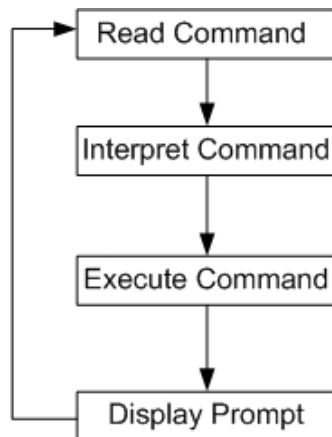 Read Command
Interpret Command
Execute Command
Display Prompt